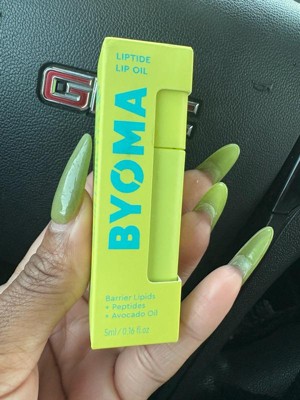 LIPTIDE
LIP OIL
BYOMA
Barrier Lipids
+ Peptides
+ Avocado Oil
5ml / 0.16 fl oz
G